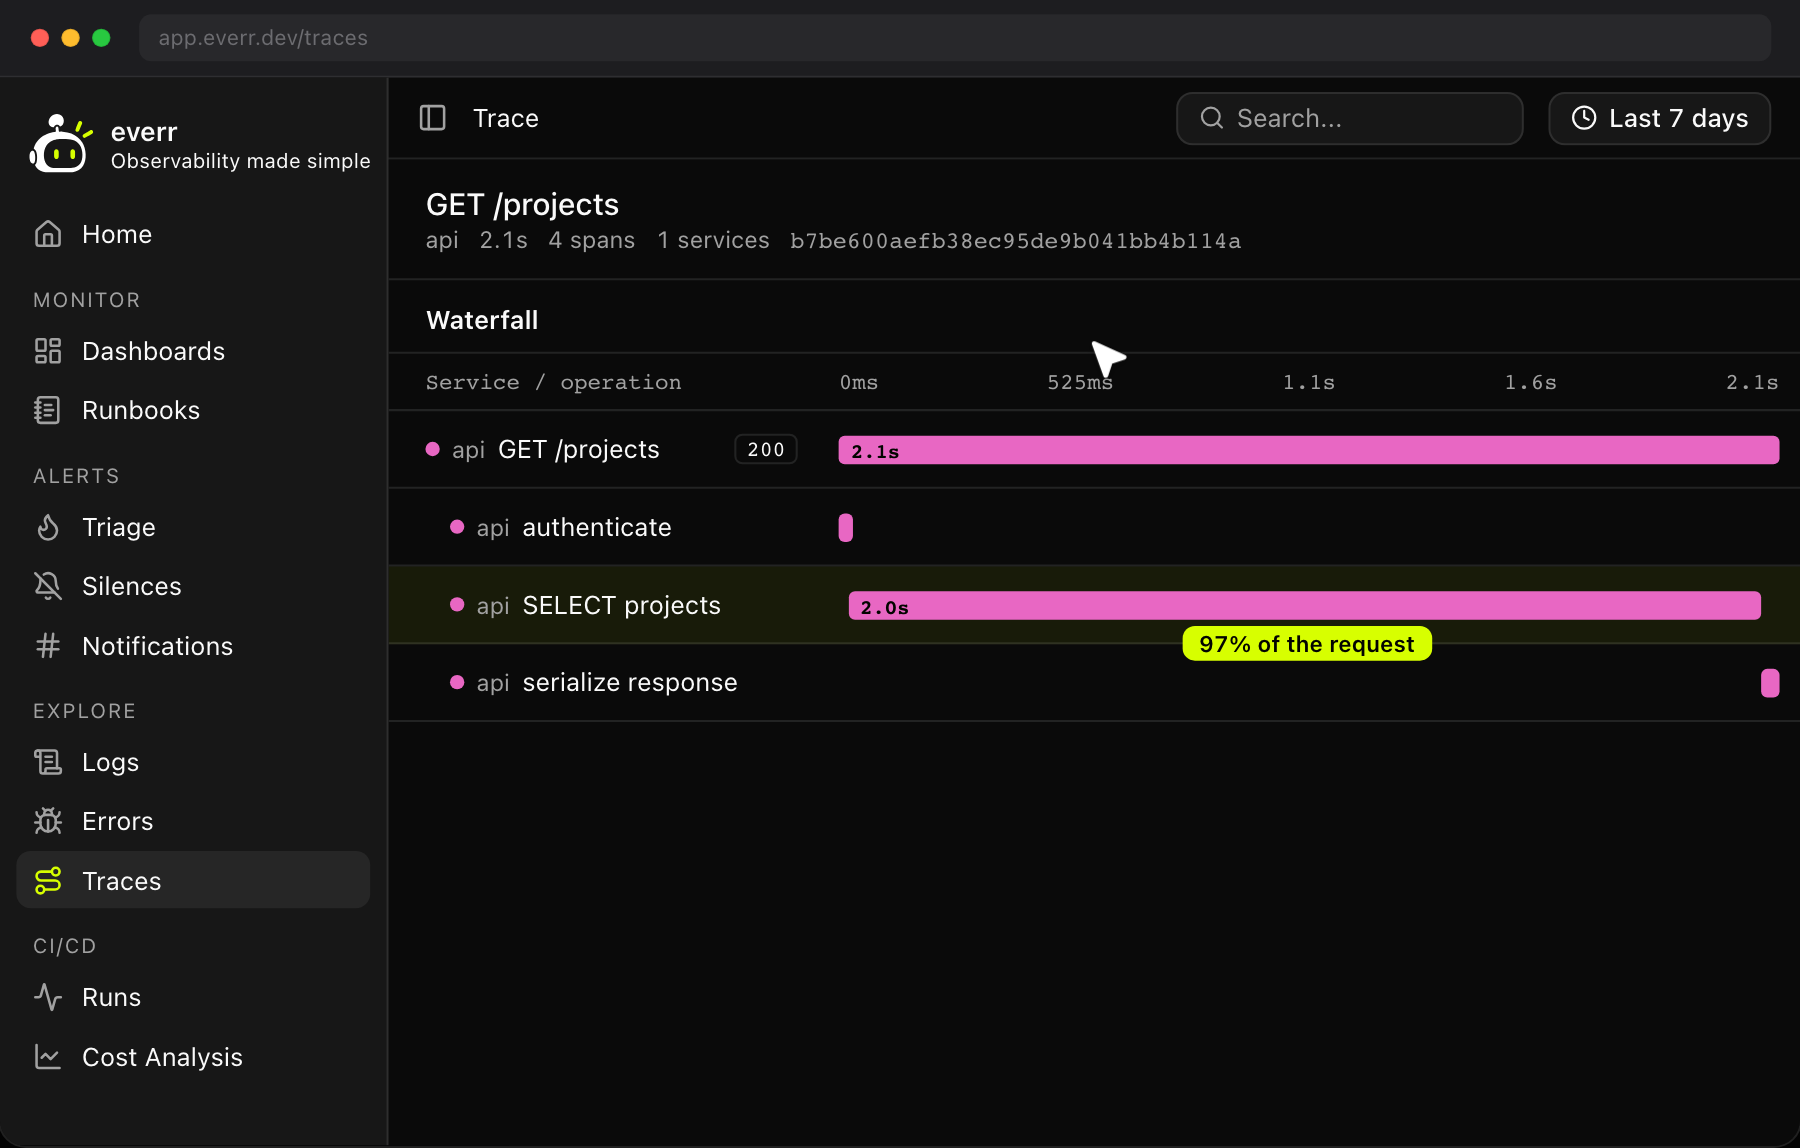 app.everr.dev/traces
everr
Observability made simple
Home
MONITOR
Dashboards
Runbooks
ALERTS
Triage
Silences
Notifications
EXPLORE
Logs
Errors
Traces
CI/CD
Runs
Cost Analysis
Trace
Search...
Last 7 days
GET /projects
api 2.1s 4 spans 1 services b7be600aefb38ec95de9b041bb4b114a
Waterfall
Service / operation 0ms 525ms 1.1s 1.6s 2.1s
api GET /projects 200 2.1s
api authenticate
api SELECT projects 2.0s
97% of the request
api serialize response